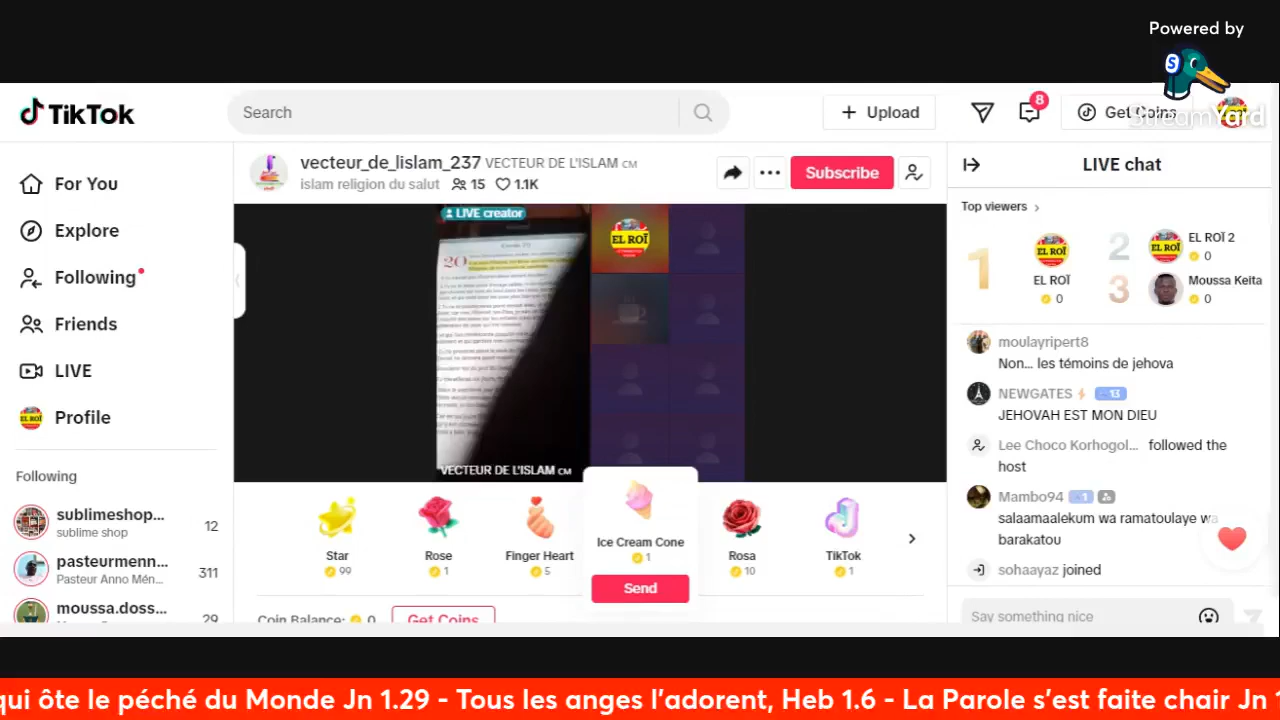 Powered by
StreamYard
TikTok
Search
Upload
8
Get Coins
For You
Explore
Following
Friends
LIVE
Profile
Following
sublimeshop...
sublime shop
12
pasteurmenn...
Pasteur Anno Mén...
311
moussa.doss...
29
vecteur_de_lislam_237 VECTEUR DE L'ISLAM CM
islam religion du salut 15 1.1K
Subscribe
LIVE creator
20
EL ROÏ
VECTEUR DE L'ISLAM CM
Star
99
Rose
1
Finger Heart
5
Ice Cream Cone
1
Send
Rosa
10
TikTok
1
Coin Balance: 0
Get Coins
LIVE chat
Top viewers
1
EL ROÏ
EL ROÏ
0
2
EL ROÏ
EL ROÏ 2
0
3
Moussa Keita
0
moulayripert8
Non... les témoins de jehova
NEWGATES 13
JEHOVAH EST MON DIEU
Lee Choco Korhogol... followed the
host
Mambo94 1
salaamaalekum wa ramatoulaye wa
barakatou
sohaayaz joined
Say something nice
qui ôte le péché du Monde Jn 1.29 - Tous les anges l'adorent, Heb 1.6 - La Parole s'est faite chair Jn